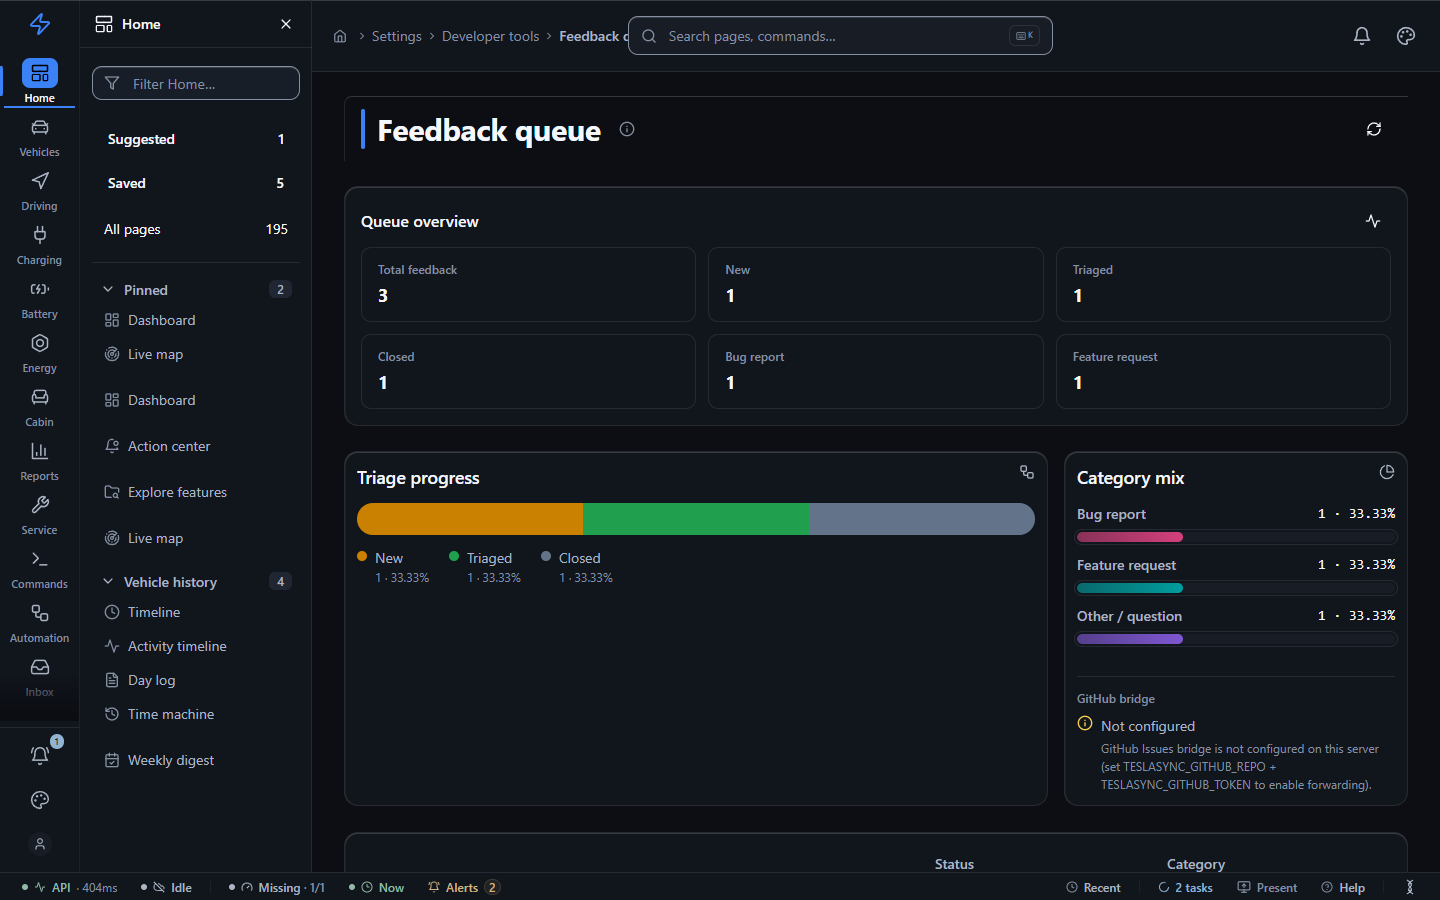 Home
Vehicles
Driving
Charging
Battery
Energy
Cabin
Reports
Service
Commands
Automation
Inbox
1
Home
Filter Home...
Suggested 1
Saved 5
All pages 195
Pinned 2
Dashboard
Live map
Dashboard
Action center
Explore features
Live map
Vehicle history 4
Timeline
Activity timeline
Day log
Time machine
Weekly digest
Settings > Developer tools > Feedback
Search pages, commands... K
Feedback queue
Queue overview
Total feedback
3
New
1
Triaged
1
Closed
1
Bug report
1
Feature request
1
Triage progress
New
1 · 33.33%
Triaged
1 · 33.33%
Closed
1 · 33.33%
Category mix
Bug report 1 · 33.33%
Feature request 1 · 33.33%
Other / question 1 · 33.33%
GitHub bridge
Not configured
GitHub Issues bridge is not configured on this server
(set TESLASYNC_GITHUB_REPO +
TESLASYNC_GITHUB_TOKEN to enable forwarding).
Status Category
API · 404ms Idle Missing · 1/1 Now Alerts 2 Recent 2 tasks Present Help